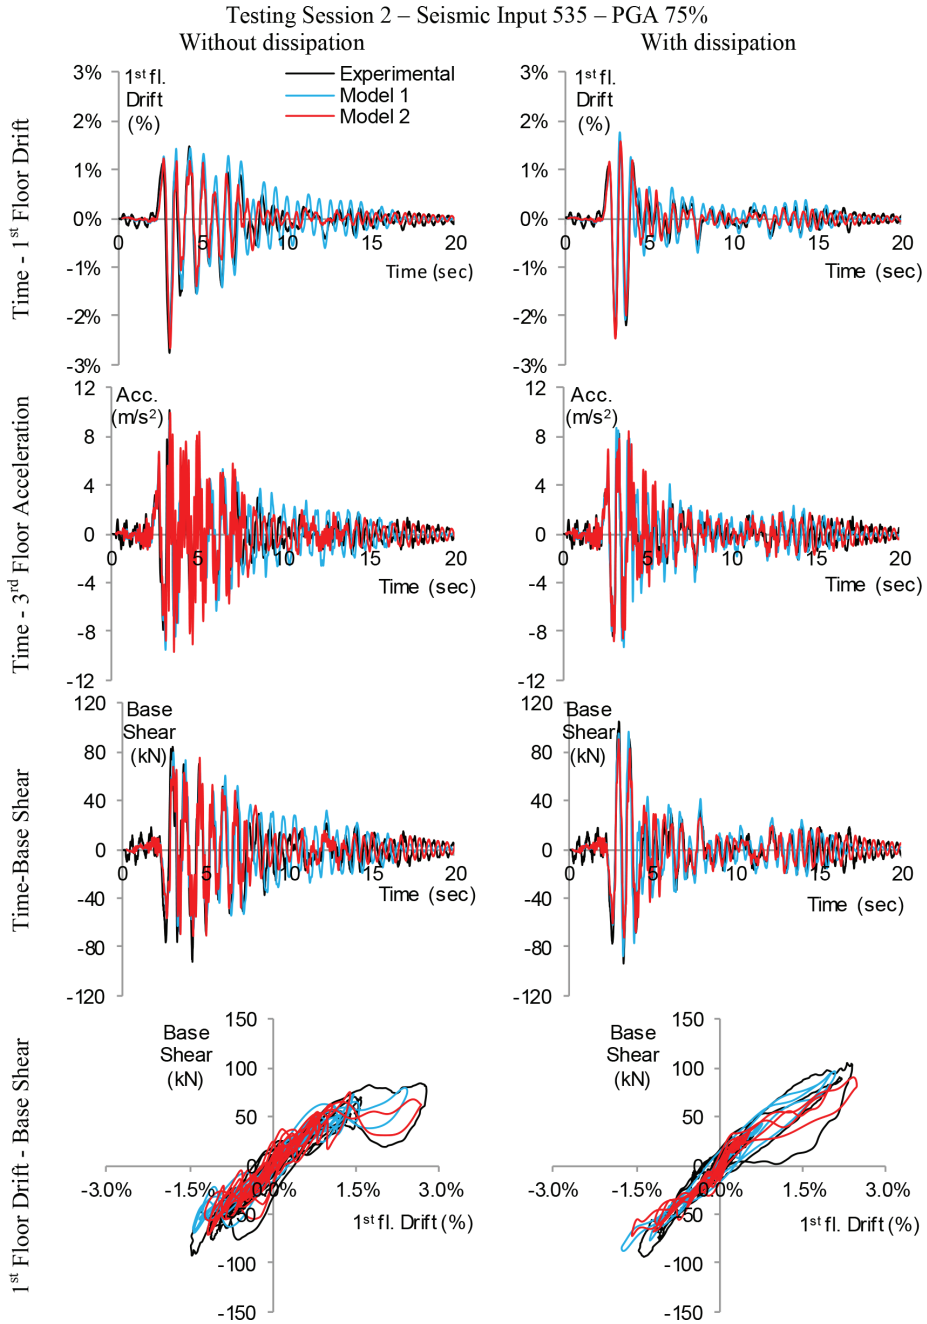 Testing Session 2 – Seismic Input 535 – PGA 75%
Without dissipation
With dissipation
Time - 1st Floor Drift
3%
2%
1%
0%
-1%
-2%
-3%
1st fl.
Drift
(%)
Experimental
Model 1
Model 2
0
5
10
15
20
Time (sec)
3%
2%
1%
0%
-1%
-2%
-3%
1st fl.
Drift
(%)
0
5
10
15
20
Time (sec)
Time - 3rd Floor Acceleration
12
8
4
0
-4
-8
-12
Acc.
(m/s2)
0
5
10
15
20
Time (sec)
12
8
4
0
-4
-8
-12
Acc.
(m/s2)
0
5
10
15
20
Time (sec)
Time-Base Shear
120
80
40
0
-40
-80
-120
Base
Shear
(kN)
0
5
10
15
20
Time (sec)
120
80
40
0
-40
-80
-120
Base
Shear
(kN)
0
5
10
15
20
Time (sec)
1st Floor Drift - Base Shear
150
100
50
0
-50
-100
-150
Base
Shear
(kN)
-3.0%
-1.5%
0.0%
1.5%
3.0%
1st fl. Drift (%)
150
100
50
0
-50
-100
-150
Base
Shear
(kN)
-3.0%
-1.5%
0.0%
1.5%
3.0%
1st fl. Drift (%)